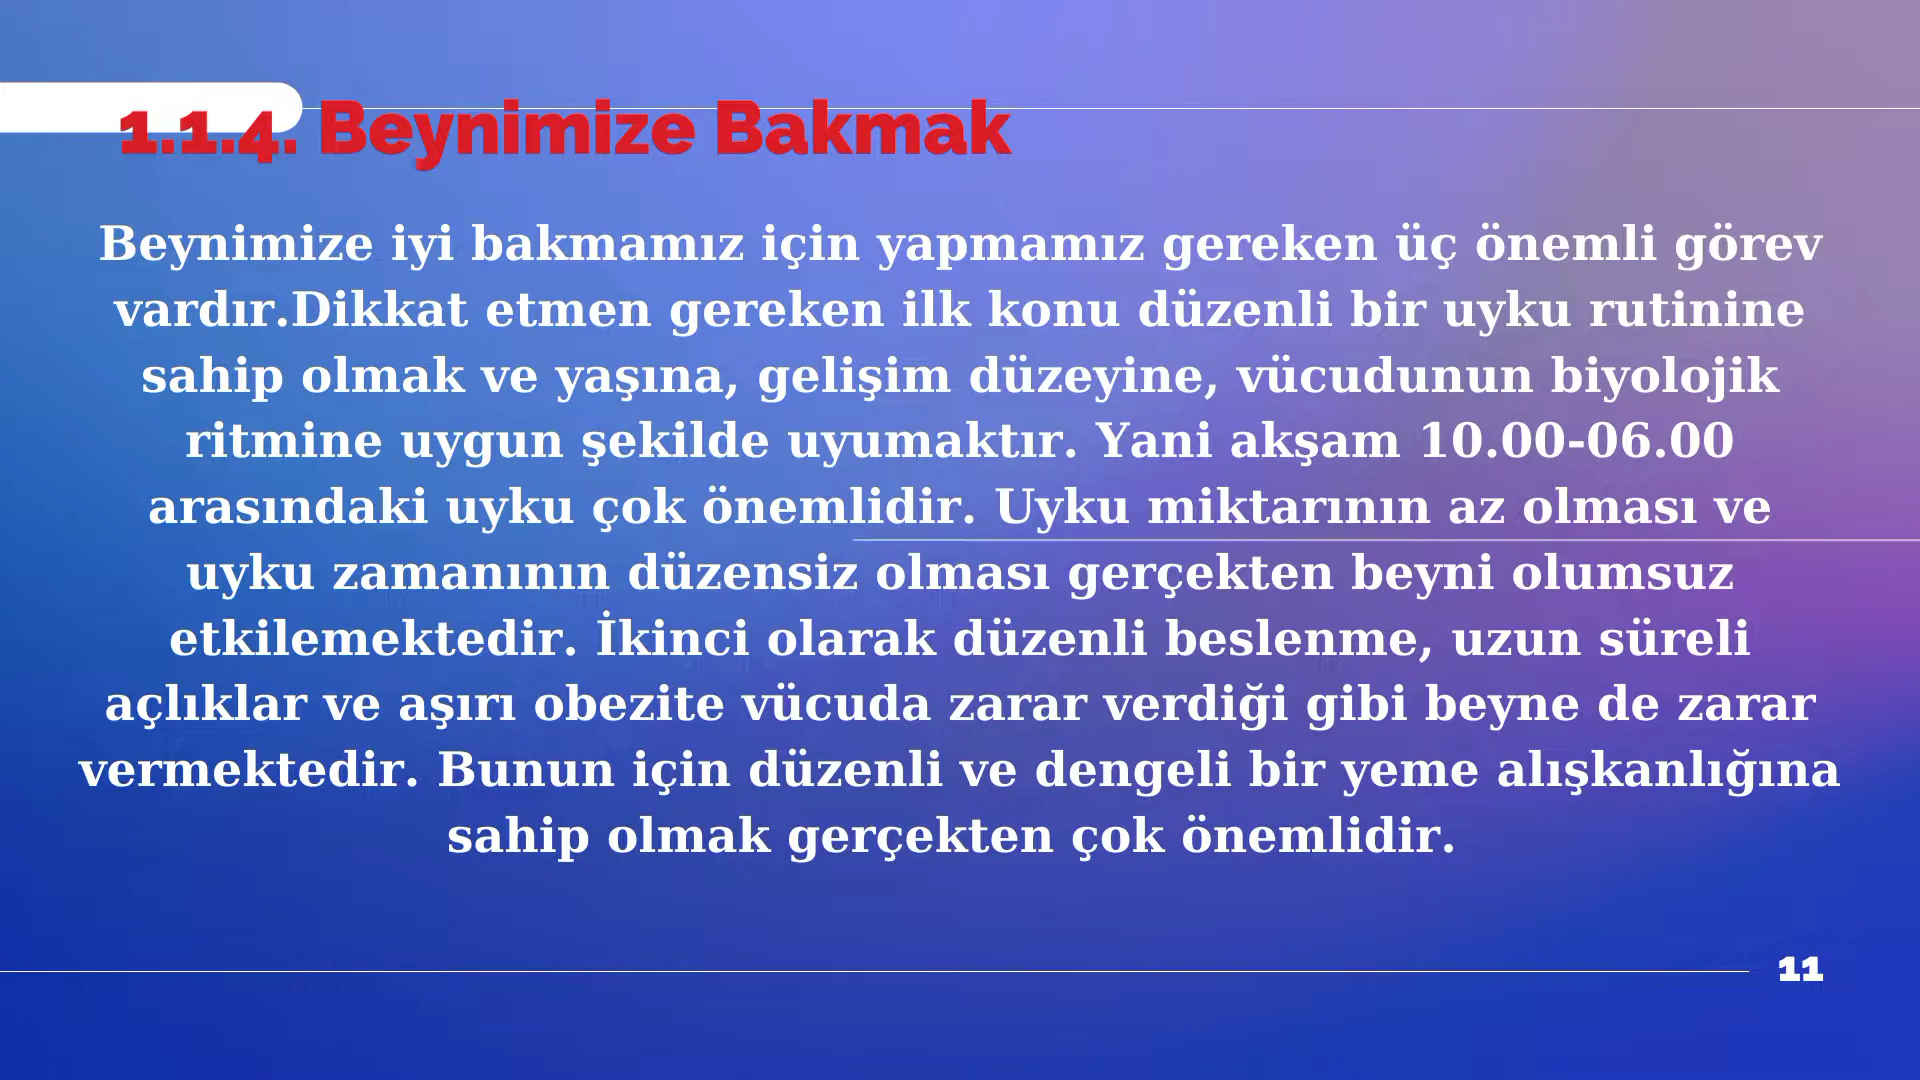 1.1.4. Beynimize Bakmak
Beynimize iyi bakmamız için yapmamız gereken üç önemli görev
vardır.Dikkat etmen gereken ilk konu düzenli bir uyku rutinine
sahip olmak ve yaşına, gelişim düzeyine, vücudunun biyolojik
ritmine uygun şekilde uyumaktır. Yani akşam 10.00-06.00
arasındaki uyku çok önemlidir. Uyku miktarının az olması ve
uyku zamanının düzensiz olması gerçekten beyni olumsuz
etkilemektedir. İkinci olarak düzenli beslenme, uzun süreli
açlıklar ve aşırı obezite vücuda zarar verdiği gibi beyne de zarar
vermektedir. Bunun için düzenli ve dengeli bir yeme alışkanlığına
sahip olmak gerçekten çok önemlidir.
11